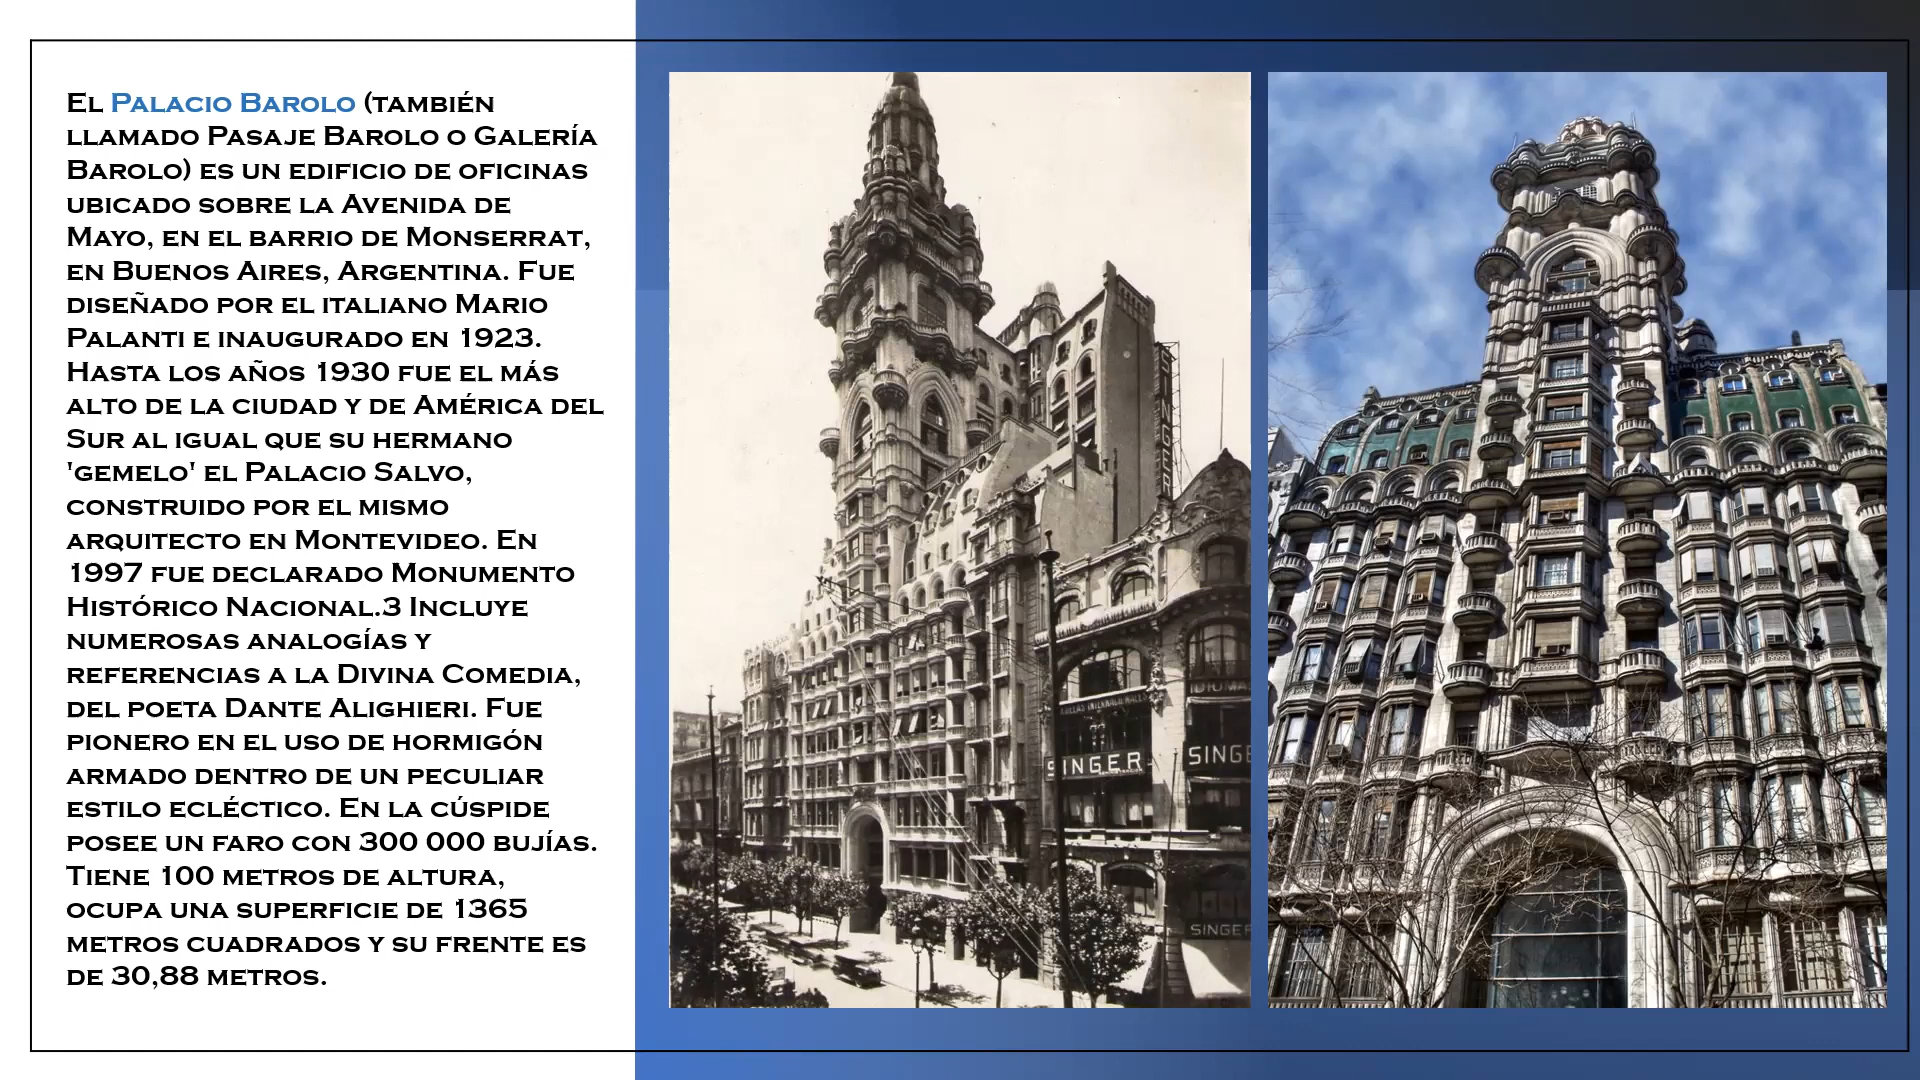 El Palacio Barolo (también
llamado Pasaje Barolo o Galería
Barolo) es un edificio de oficinas
ubicado sobre la Avenida de
Mayo, en el barrio de Monserrat,
en Buenos Aires, Argentina. Fue
diseñado por el italiano Mario
Palanti e inaugurado en 1923.
Hasta los años 1930 fue el más
alto de la ciudad y de América del
Sur al igual que su hermano
'gemelo' el Palacio Salvo,
construido por el mismo
arquitecto en Montevideo. En
1997 fue declarado Monumento
Histórico Nacional.3 Incluye
numerosas analogías y
referencias a la Divina Comedia,
del poeta Dante Alighieri. Fue
pionero en el uso de hormigón
armado dentro de un peculiar
estilo ecléctico. En la cúspide
posee un faro con 300 000 bujías.
Tiene 100 metros de altura,
ocupa una superficie de 1365
metros cuadrados y su frente es
de 30,88 metros.
SINGER
SINGER
SINGE
SINGER